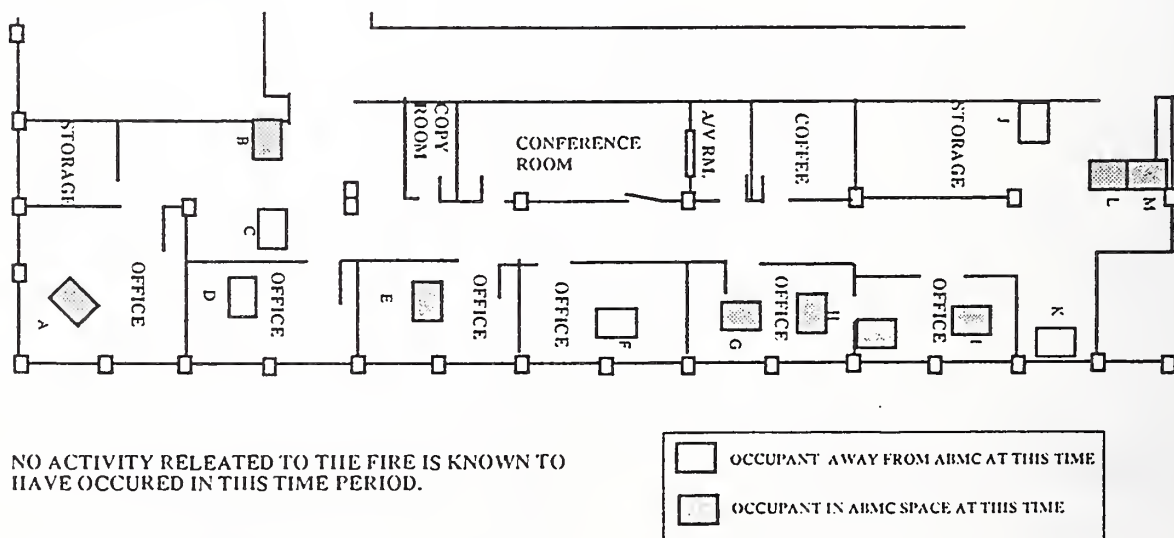 STORAGE
B
COPY
ROOM
CONFERENCE
ROOM
A/V RM.
COFFEE
STORAGE
J
L
M
C
A
OFFICE
D
OFFICE
E
OFFICE
OFFICE
F
G
OFFICE
H
OFFICE
I
K
NO ACTIVITY RELEATED TO THE FIRE IS KNOWN TO
HAVE OCCURED IN THIS TIME PERIOD.
OCCUPANT AWAY FROM ABMC AT THIS TIME
OCCUPANT IN ABMC SPACE AT THIS TIME